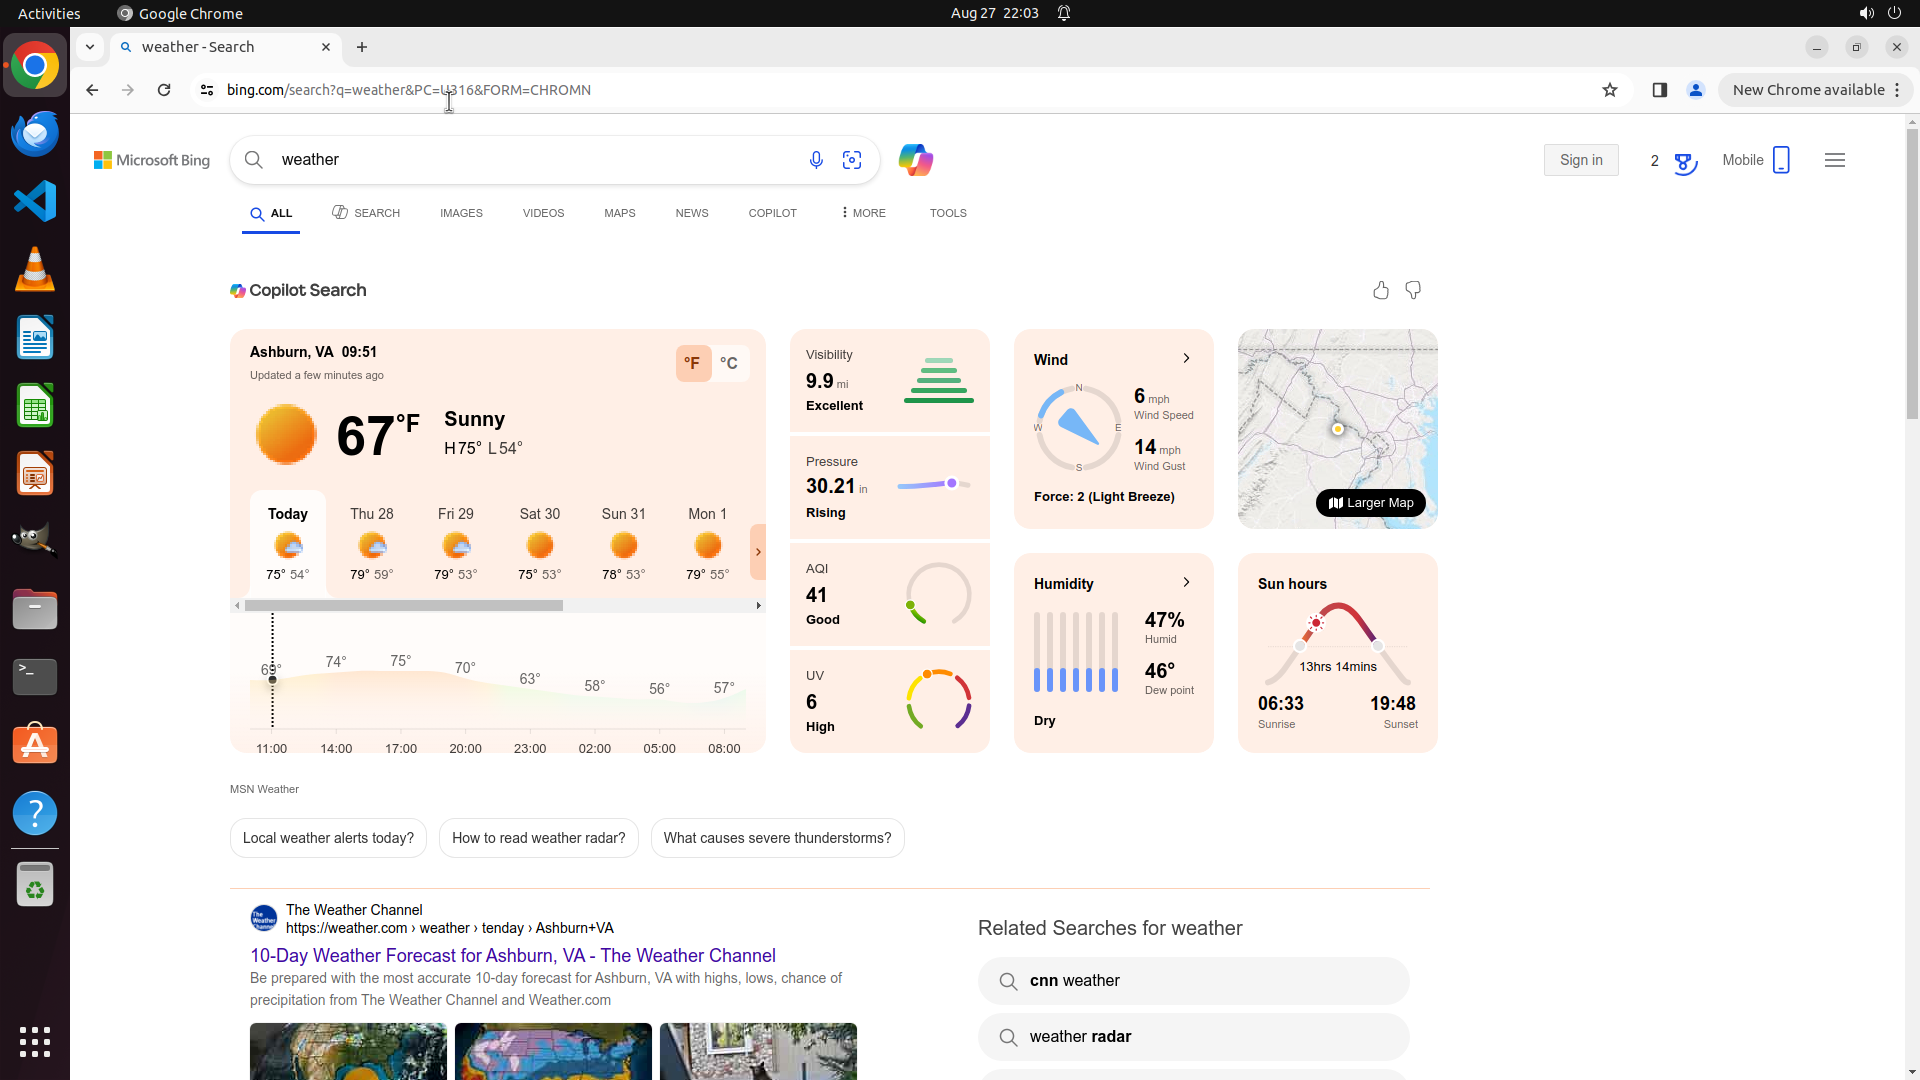 Activities
Google Chrome
Aug 27 22:03
weather - Search
bing.com/search?q=weather&PC=U316&FORM=CHROMN
New Chrome available
Microsoft Bing
weather
Sign in
2
Mobile
ALL
SEARCH
IMAGES
VIDEOS
MAPS
NEWS
COPILOT
MORE
TOOLS
Copilot Search
Ashburn, VA 09:51
Updated a few minutes ago
°F
°C
67°F
Sunny
H 75° L 54°
Today
Thu 28
Fri 29
Sat 30
Sun 31
Mon 1
75° 54°
79° 59°
79° 53°
75° 53°
78° 53°
79° 55°
69°
74°
75°
70°
63°
58°
56°
57°
11:00
14:00
17:00
20:00
23:00
02:00
05:00
08:00
Visibility
9.9 mi
Excellent
Pressure
30.21 in
Rising
AQI
41
Good
UV
6
High
Wind
N
W
E
S
6 mph
Wind Speed
14 mph
Wind Gust
Force: 2 (Light Breeze)
Larger Map
Humidity
47%
Humid
46°
Dew point
Dry
Sun hours
13hrs 14mins
06:33
19:48
Sunrise
Sunset
MSN Weather
Local weather alerts today?
How to read weather radar?
What causes severe thunderstorms?
The Weather Channel
The Weather Channel
https://weather.com › weather › tenday › Ashburn+VA
10-Day Weather Forecast for Ashburn, VA - The Weather Channel
Be prepared with the most accurate 10-day forecast for Ashburn, VA with highs, lows, chance of
precipitation from The Weather Channel and Weather.com
Related Searches for weather
cnn weather
weather radar